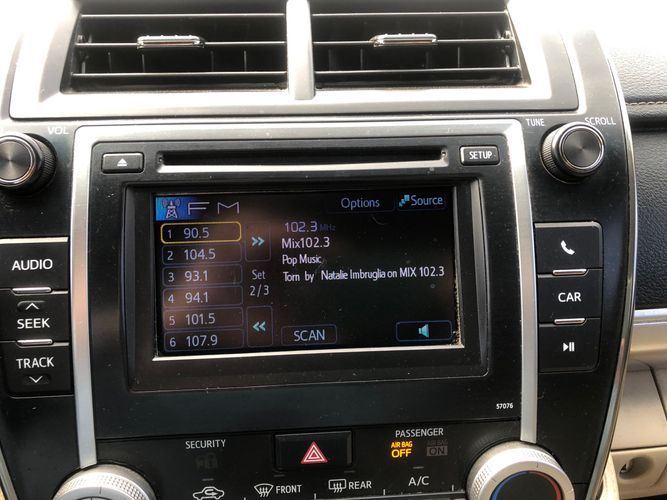 VOL
TUNE
SCROLL
SETUP
FM
Options
Source
1 90.5
2 104.5
3 93.1
4 94.1
5 101.5
6 107.9
Set
2/3
102.3 MHz
Mix102.3
Pop Music
Torn by Natalie Imbruglia on MIX 102.3
SCAN
AUDIO
SEEK
TRACK
CAR
57076
SECURITY
PASSENGER
AIR BAG
OFF
AIR BAG
ON
FRONT
REAR
A/C